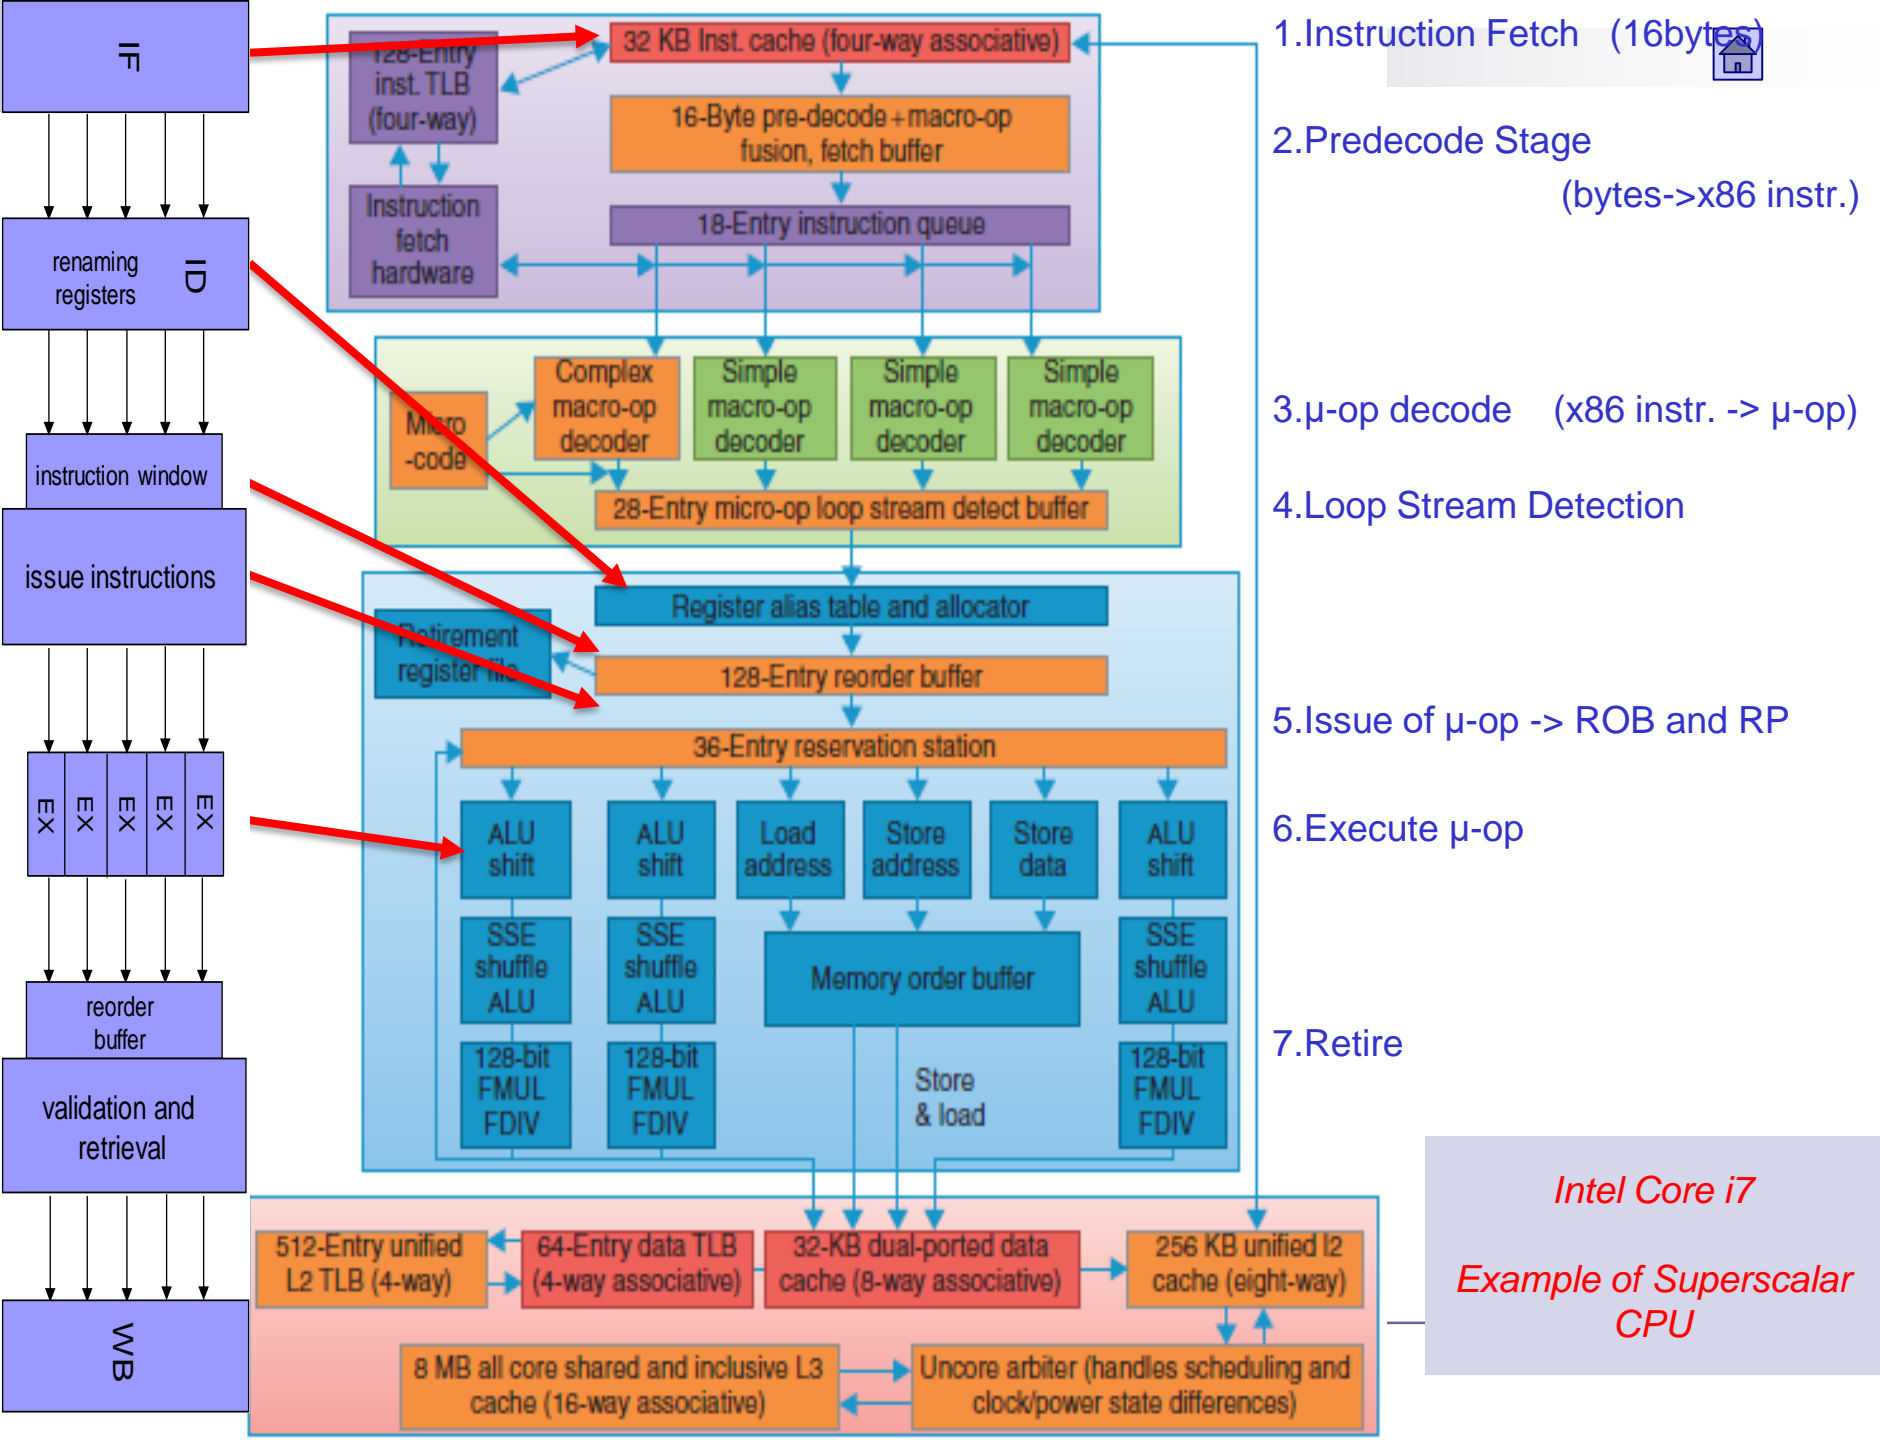 IF
renaming
registers
ID
instruction window
issue instructions
EX
EX
EX
EX
EX
reorder
buffer
validation and
retrieval
WB
32 KB Inst. cache (four-way associative)
128-Entry
inst. TLB
(four-way)
16-Byte pre-decode+macro-op
fusion, fetch buffer
Instruction
fetch
hardware
18-Entry instruction queue
Micro
-code
Complex
macro-op
decoder
Simple
macro-op
decoder
Simple
macro-op
decoder
Simple
macro-op
decoder
28-Entry micro-op loop stream detect buffer
Register alias table and allocator
Retirement
register file
128-Entry reorder buffer
36-Entry reservation station
ALU
shift
ALU
shift
Load
address
Store
address
Store
data
ALU
shift
SSE
shuffle
ALU
SSE
shuffle
ALU
Memory order buffer
SSE
shuffle
ALU
128-bit
FMUL
FDIV
128-bit
FMUL
FDIV
Store
& load
128-bit
FMUL
FDIV
512-Entry unified
L2 TLB (4-way)
64-Entry data TLB
(4-way associative)
32-KB dual-ported data
cache (8-way associative)
256 KB unified l2
cache (eight-way)
8 MB all core shared and inclusive L3
cache (16-way associative)
Uncore arbiter (handles scheduling and
clock/power state differences)
1.Instruction Fetch (16bytes)
2.Predecode Stage
(bytes->x86 instr.)
3.μ-op decode (x86 instr. -> μ-op)
4.Loop Stream Detection
5.Issue of μ-op -> ROB and RP
6.Execute μ-op
7.Retire
Intel Core i7
Example of Superscalar
CPU